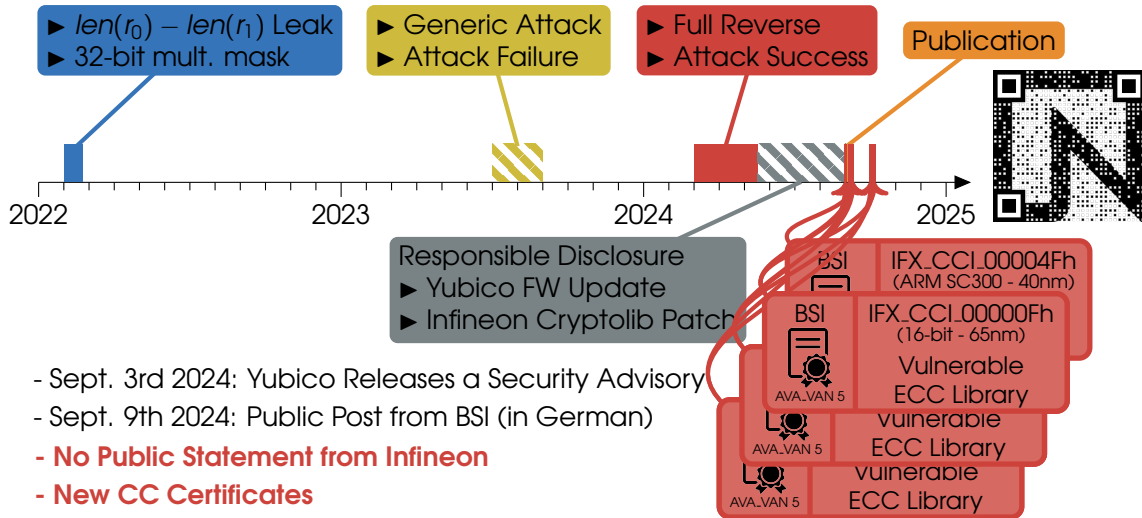 ► len(r0) − len(r1) Leak
► 32-bit mult. mask
► Generic Attack
► Attack Failure
► Full Reverse
► Attack Success
Publication
2022
2023
2024
2025
Responsible Disclosure
► Yubico FW Update
► Infineon Cryptolib Patch
BSI
IFX_CCI_00004Fh
(ARM SC300 - 40nm)
BSI
IFX_CCI_00000Fh
(16-bit - 65nm)
Vulnerable
ECC Library
AVA_VAN 5
Vulnerable
ECC Library
AVA_VAN 5
Vulnerable
ECC Library
AVA_VAN 5
- Sept. 3rd 2024: Yubico Releases a Security Advisory
- Sept. 9th 2024: Public Post from BSI (in German)
- No Public Statement from Infineon
- New CC Certificates